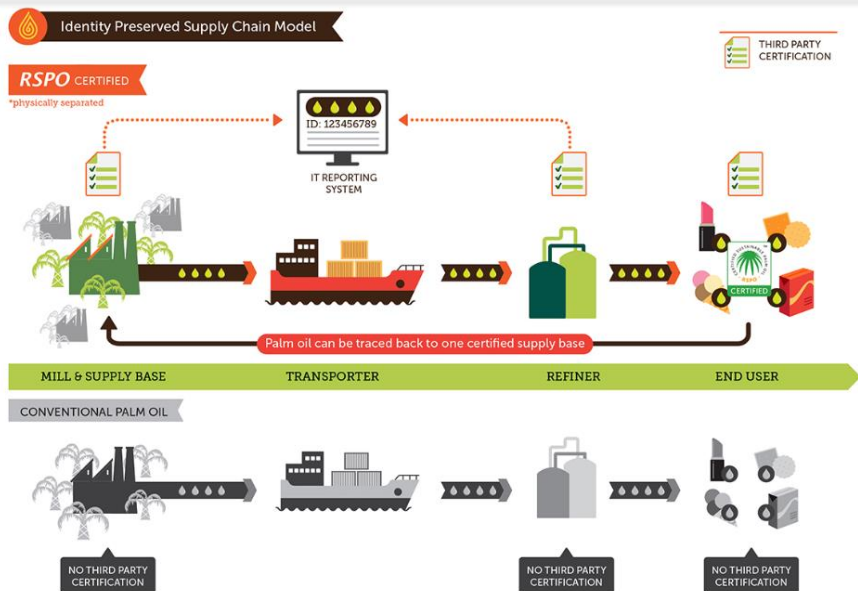 Identity Preserved Supply Chain Model
THIRD PARTY
CERTIFICATION
RSPO CERTIFIED
*physically separated
ID: 123456789
IT REPORTING
SYSTEM
RSPO
CERTIFIED
Palm oil can be traced back to one certified supply base
MILL & SUPPLY BASE
TRANSPORTER
REFINER
END USER
CONVENTIONAL PALM OIL
NO THIRD PARTY
CERTIFICATION
NO THIRD PARTY
CERTIFICATION
NO THIRD PARTY
CERTIFICATION